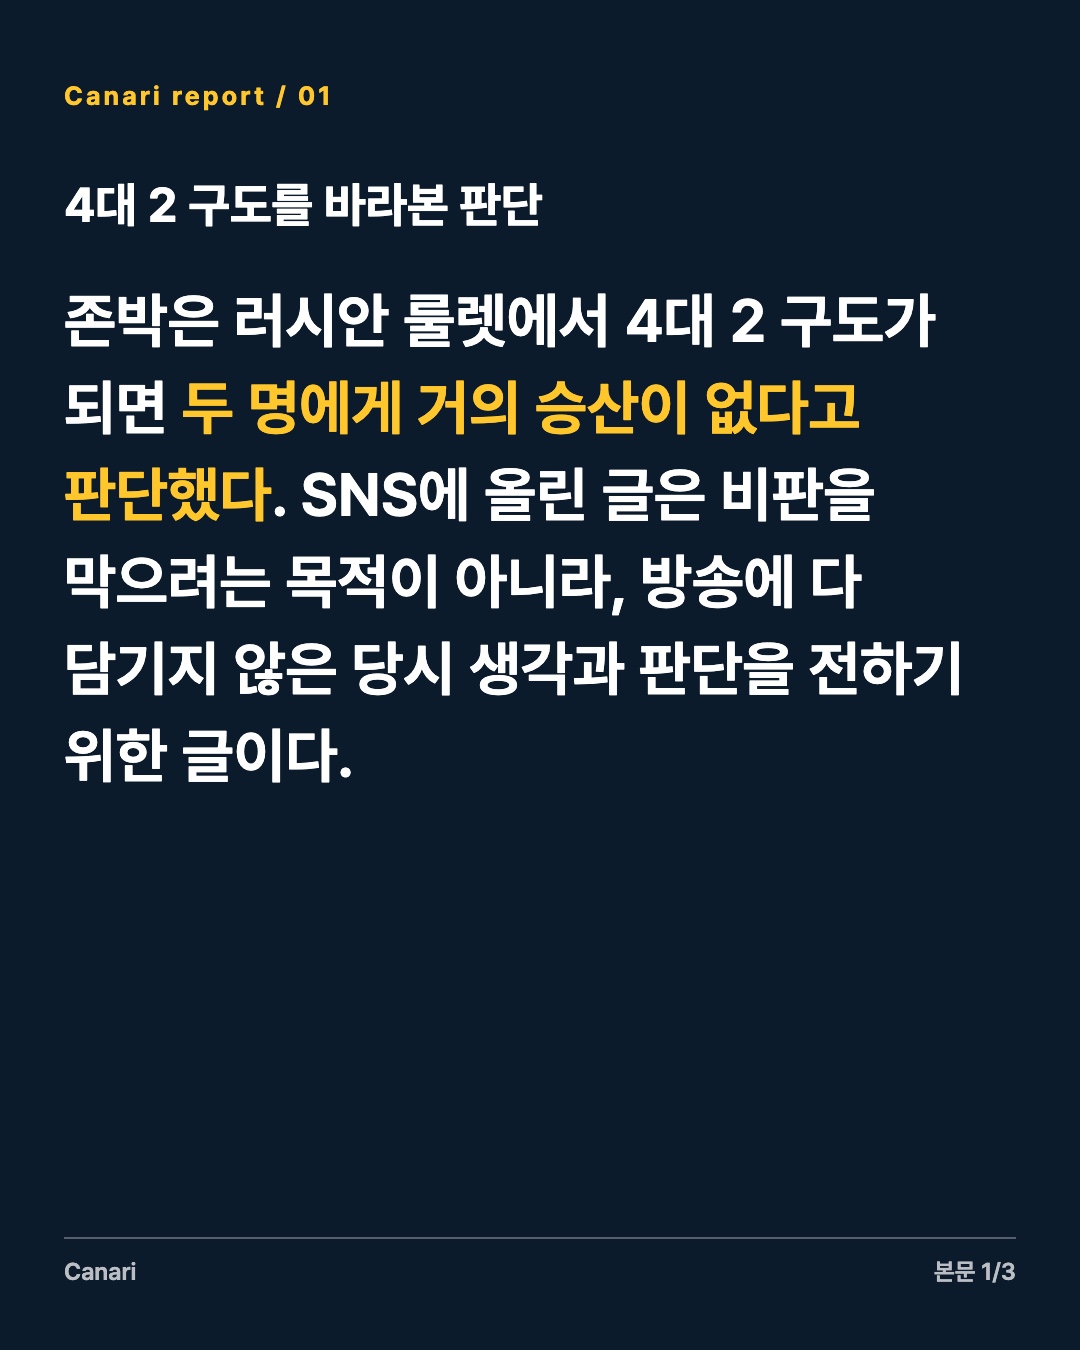 Canari report / 01
4대 2 구도를 바라본 판단
존박은 러시안 룰렛에서 4대 2 구도가
되면 두 명에게 거의 승산이 없다고
판단했다. SNS에 올린 글은 비판을
막으려는 목적이 아니라, 방송에 다
담기지 않은 당시 생각과 판단을 전하기
위한 글이다.
Canari
본문 1/3